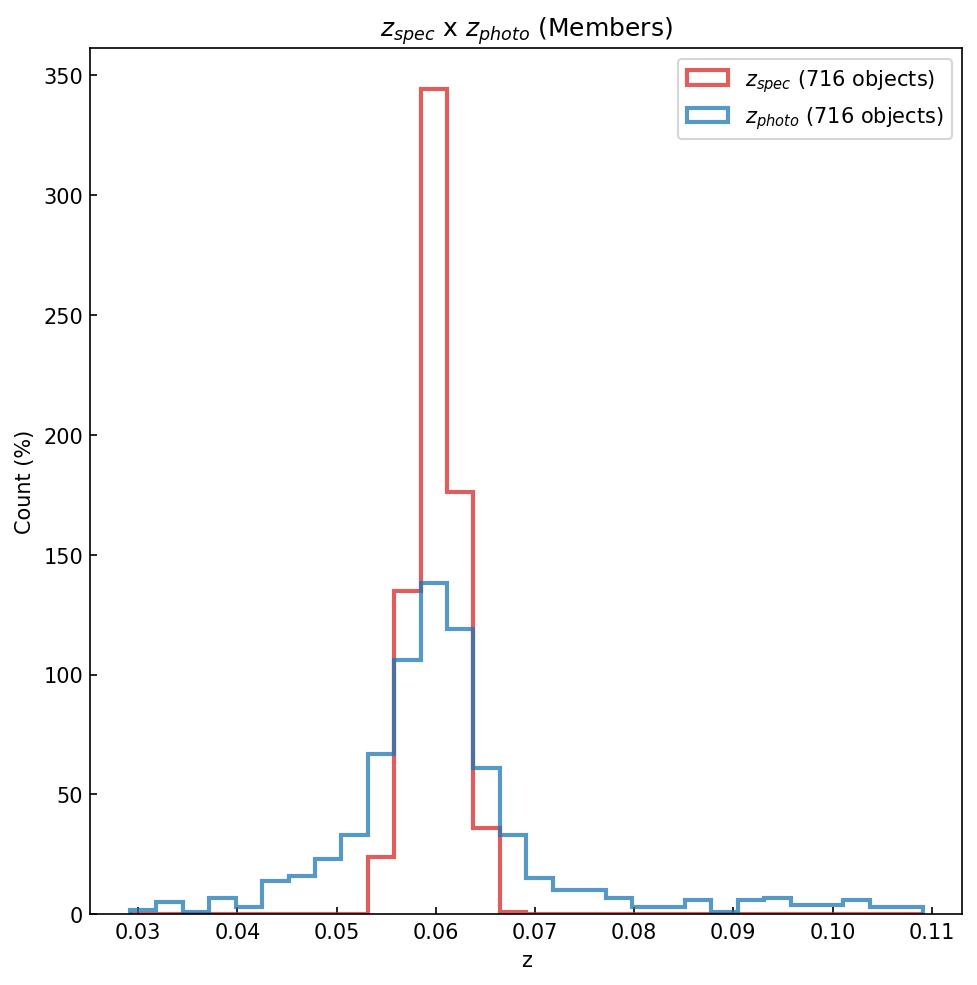 z_spec x z_photo (Members)
z_spec (716 objects)
z_photo (716 objects)
Count (%)
350
300
250
200
150
100
50
0
0.03 0.04 0.05 0.06 0.07 0.08 0.09 0.10 0.11
z